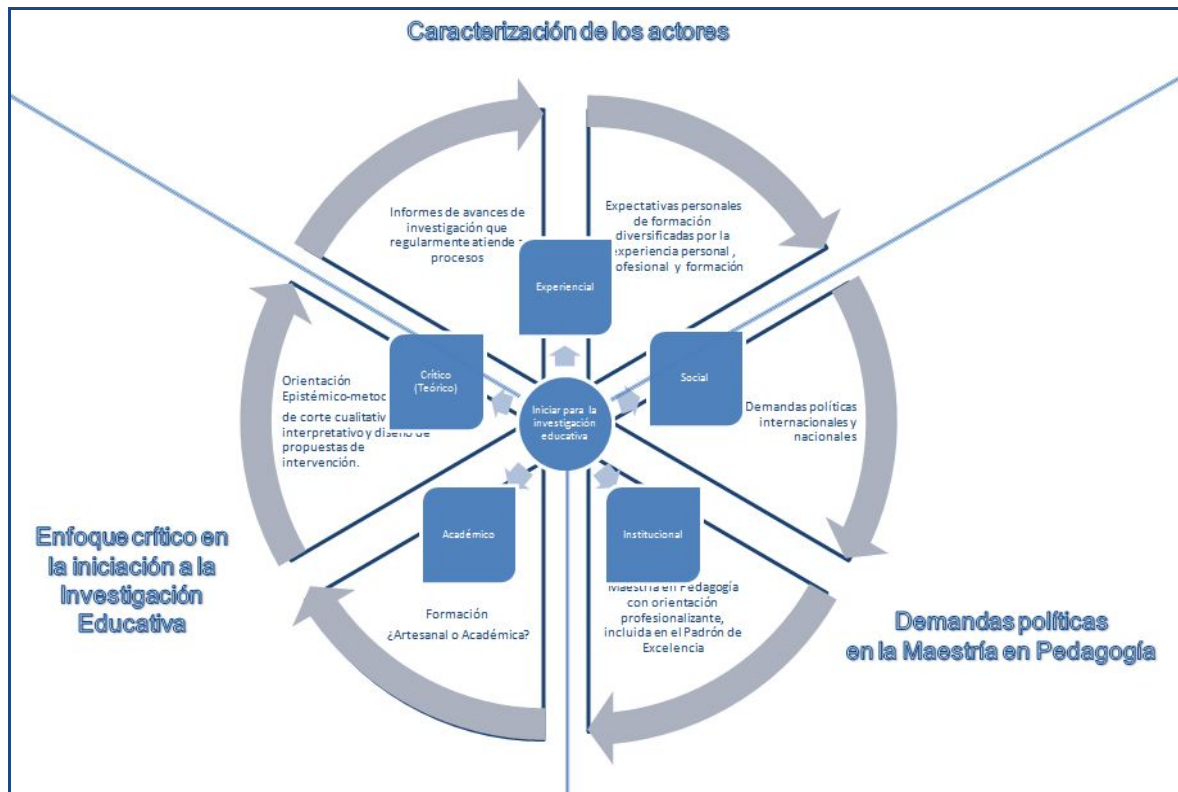 Caracterización de los actores
Informes de avances de
investigación que
regularmente atiende
procesos
Expectativas personales
de formación
diversificadas por la
experiencia personal ,
y formación
Experiencial
Crítico
(Teórico)
Social
Iniciar para la
investigación
educativa
Orientación
de corte cualitativ
interpretativo y diseño de
propuestas de
intervención.
Demandas políticas
internacionales y
nacionales
Académico
Institucional
Formación
¿Artesanal o Académica?
Maestría en Pedagogía
con orientación
profesionalizante,
incluida en el Padrón de
Excelencia
Enfoque crítico en
la iniciación a la
Investigación
Educativa
Demandas políticas
en la Maestría en Pedagogía